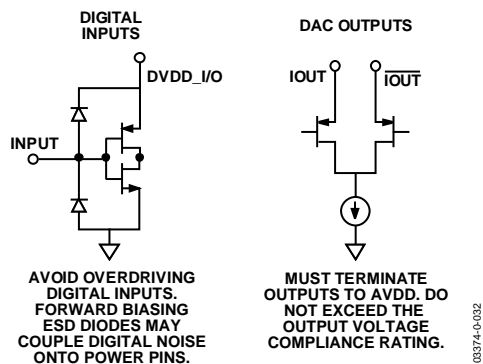 DIGITAL
INPUTS
DVDD_I/O
INPUT
AVOID OVERDRIVING
DIGITAL INPUTS.
FORWARD BIASING
ESD DIODES MAY
COUPLE DIGITAL NOISE
ONTO POWER PINS.
DAC OUTPUTS
IOUT
IOUT
MUST TERMINATE
OUTPUTS TO AVDD. DO
NOT EXCEED THE
OUTPUT VOLTAGE
COMPLIANCE RATING.
03374-0-032